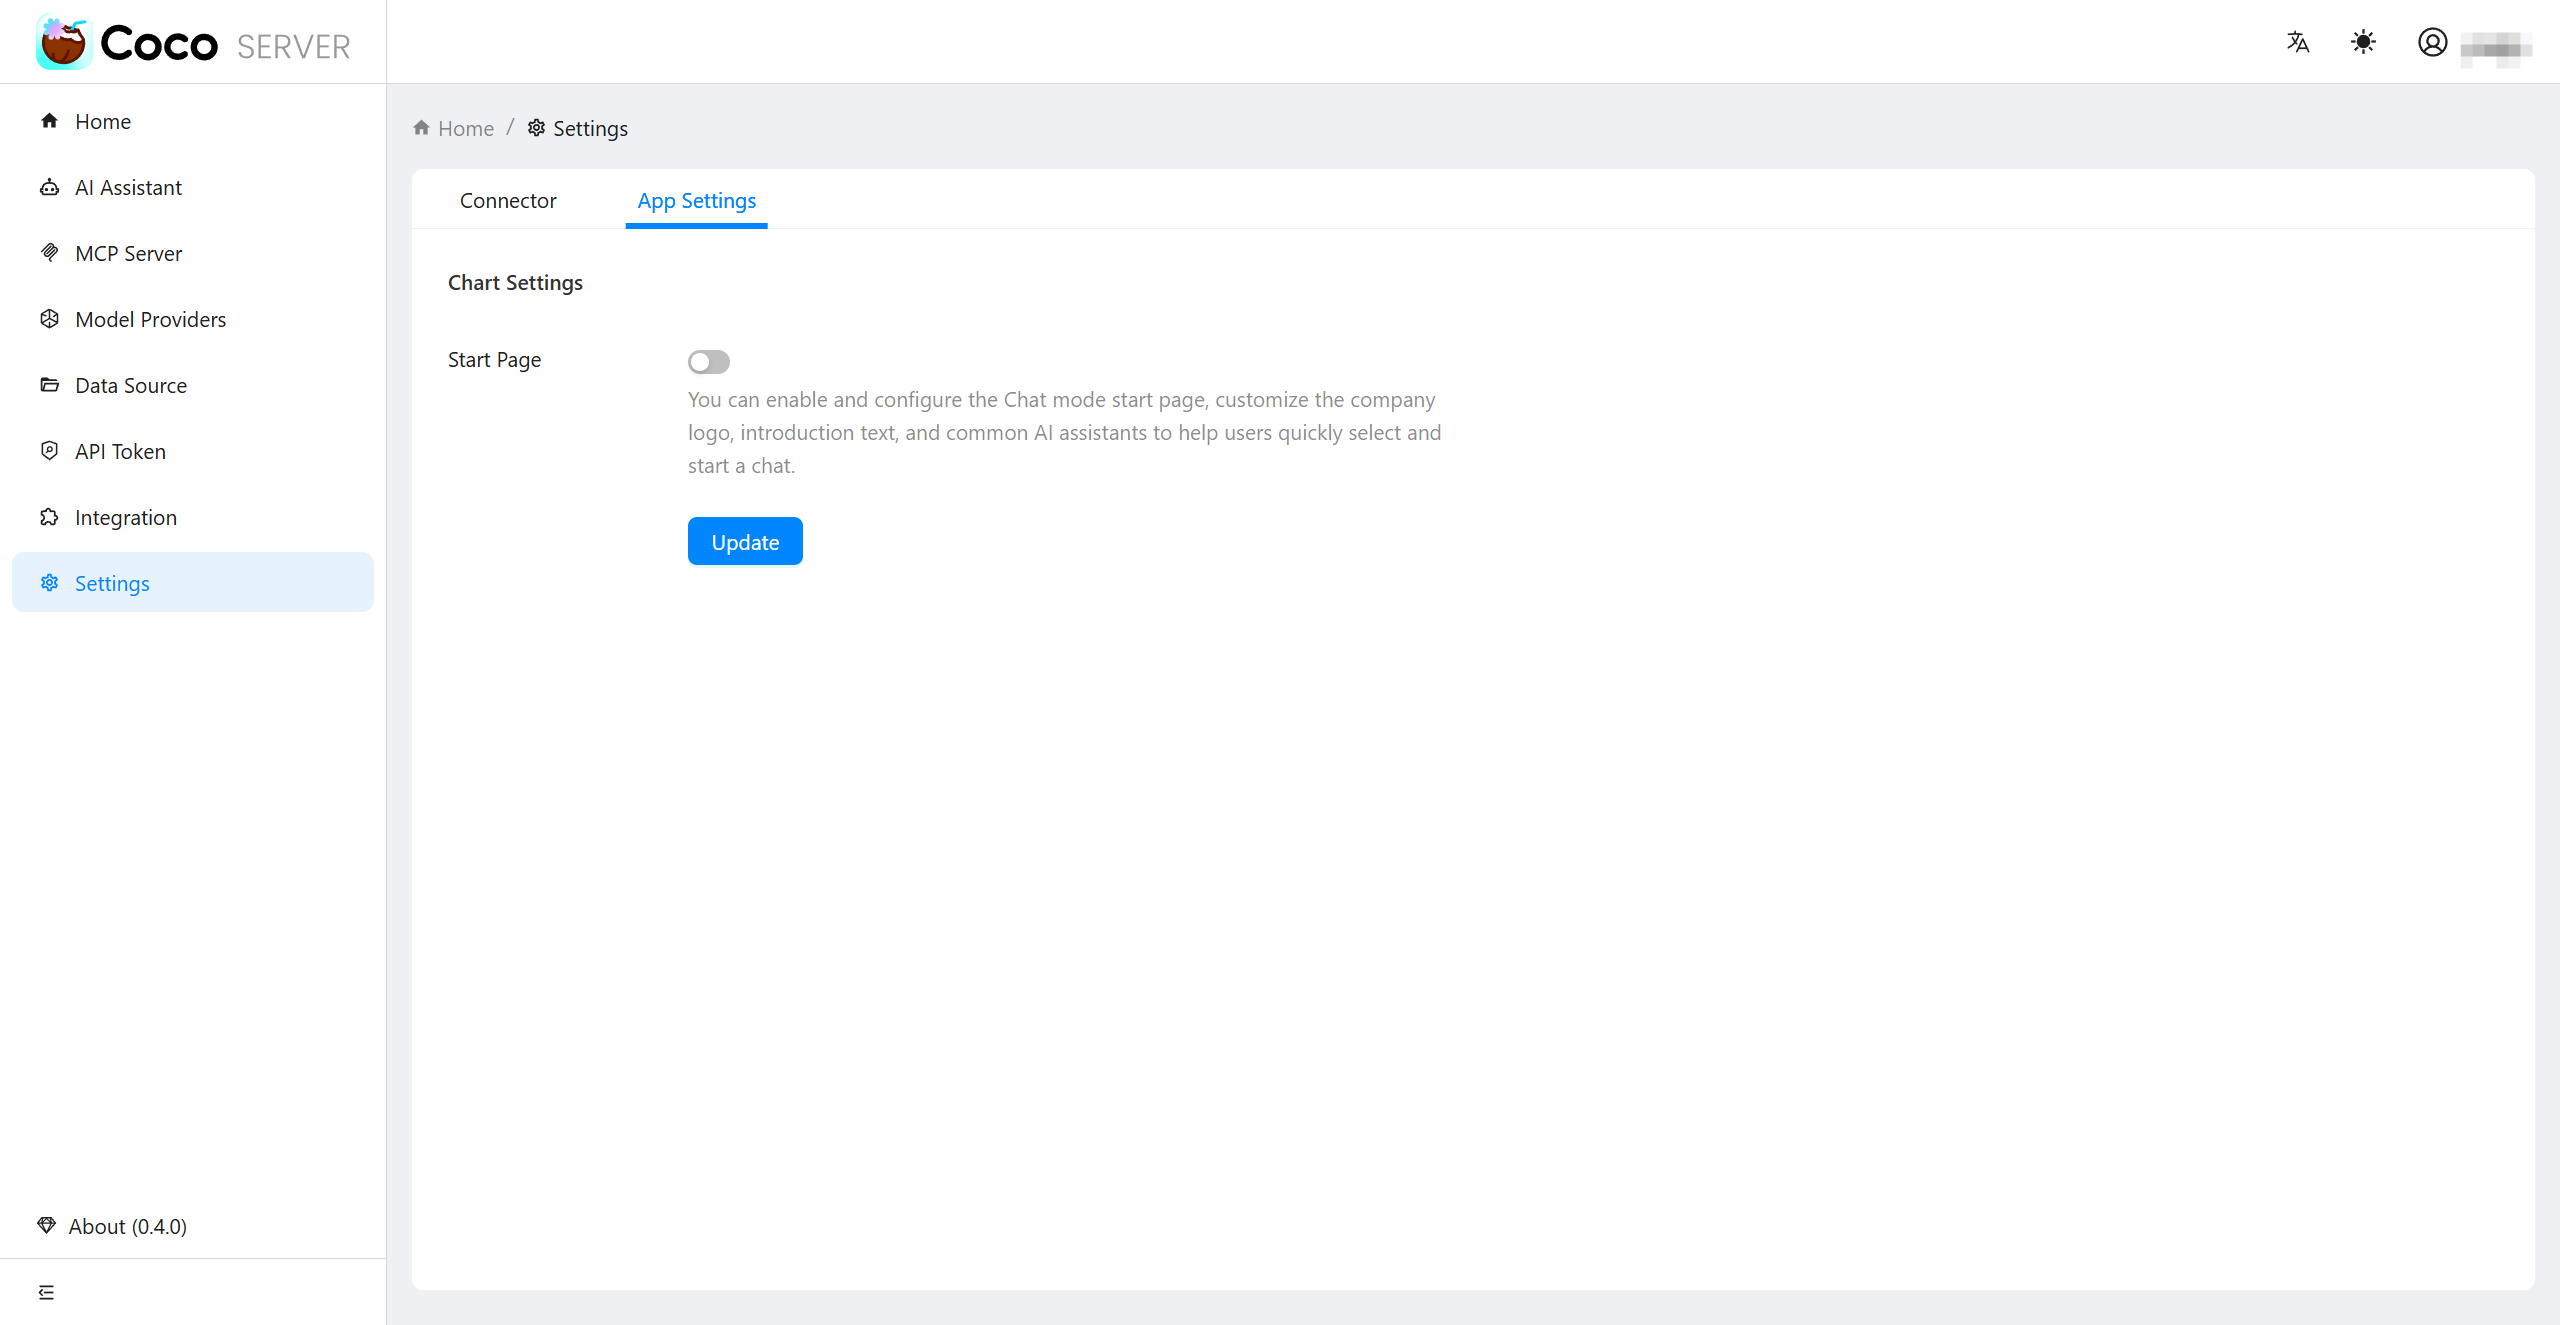 Coco SERVER
Home
AI Assistant
MCP Server
Model Providers
Data Source
API Token
Integration
Settings
About (0.4.0)
Home / Settings
Connector
App Settings
Chart Settings
Start Page
You can enable and configure the Chat mode start page, customize the company
logo, introduction text, and common AI assistants to help users quickly select and
start a chat.
Update